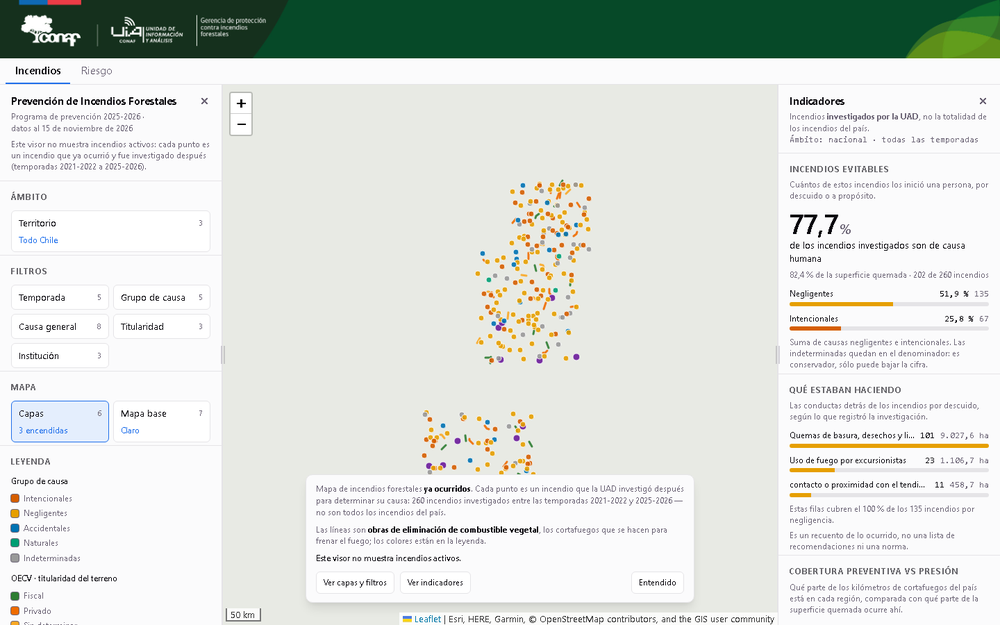 conaf
UIA CONAF
UNIDAD DE
INFORMACIÓN
Y ANÁLISIS
Gerencia de protección
contra incendios
forestales
Incendios
Riesgo
Prevención de Incendios Forestales
Programa de prevención 2025-2026 ·
datos al 15 de noviembre de 2026
Este visor no muestra incendios activos: cada punto es
un incendio que ya ocurrió y fue investigado después
(temporadas 2021-2022 a 2025-2026).
ÁMBITO
Territorio 3
Todo Chile
FILTROS
Temporada 5
Grupo de causa 5
Causa general 8
Titularidad 3
Institución 3
MAPA
Capas 6
3 encendidas
Mapa base 7
Claro
LEYENDA
Grupo de causa
Intencionales
Negligentes
Accidentales
Naturales
Indeterminadas
OECV · titularidad del terreno
Fiscal
Privado
Sin determinar
+
−
Mapa de incendios forestales ya ocurridos. Cada punto es un incendio que la UAD investigó después
para determinar su causa: 260 incendios investigados entre las temporadas 2021-2022 y 2025-2026 —
no son todos los incendios del país.
Las líneas son obras de eliminación de combustible vegetal, los cortafuegos que se hacen para
frenar el fuego; los colores están en la leyenda.
Este visor no muestra incendios activos.
Ver capas y filtros
Ver indicadores
Entendido
50 km
Leaflet | Esri, HERE, Garmin, © OpenStreetMap contributors, and the GIS user community
Indicadores
Incendios investigados por la UAD, no la totalidad de
los incendios del país.
Ámbito: nacional · todas las temporadas
INCENDIOS EVITABLES
Cuántos de estos incendios los inició una persona, por
descuido o a propósito.
77,7 %
de los incendios investigados son de causa
humana
82,4 % de la superficie quemada · 202 de 260 incendios
Negligentes 51,9 % 135
Intencionales 25,8 % 67
Suma de causas negligentes e intencionales. Las
indeterminadas quedan en el denominador: es
conservador, sólo puede bajar la cifra.
QUÉ ESTABAN HACIENDO
Las conductas detrás de los incendios por descuido,
según lo que registró la investigación.
Quemas de basura, desechos y li... 101 9.027,6 ha
Uso de fuego por excursionistas 23 1.106,7 ha
contacto o proximidad con el tendi... 11 458,7 ha
Estas filas cubren el 100 % de los 135 incendios por
negligencia.
Es un recuento de lo ocurrido, no una lista de
recomendaciones ni una norma.
COBERTURA PREVENTIVA VS PRESIÓN
Qué parte de los kilómetros de cortafuegos del país
está en cada región, comparada con qué parte de la
superficie quemada ocurre ahí.